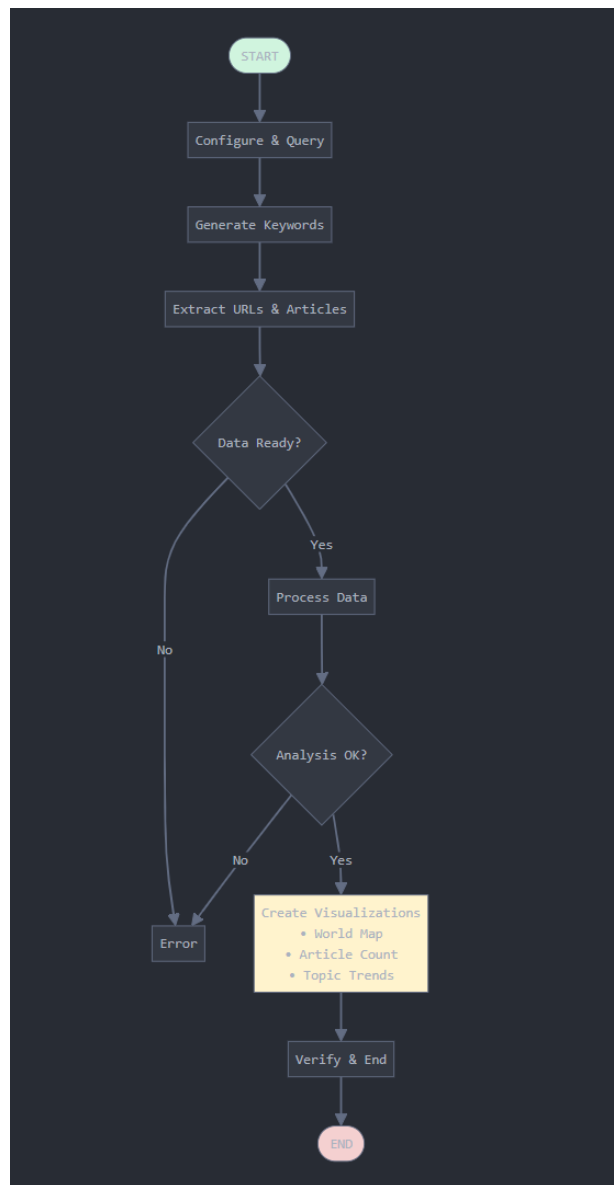 START
Configure & Query
Generate Keywords
Extract URLs & Articles
Data Ready?
Yes
Process Data
No
Analysis OK?
No
Yes
Create Visualizations
• World Map
• Article Count
• Topic Trends
Error
Verify & End
END